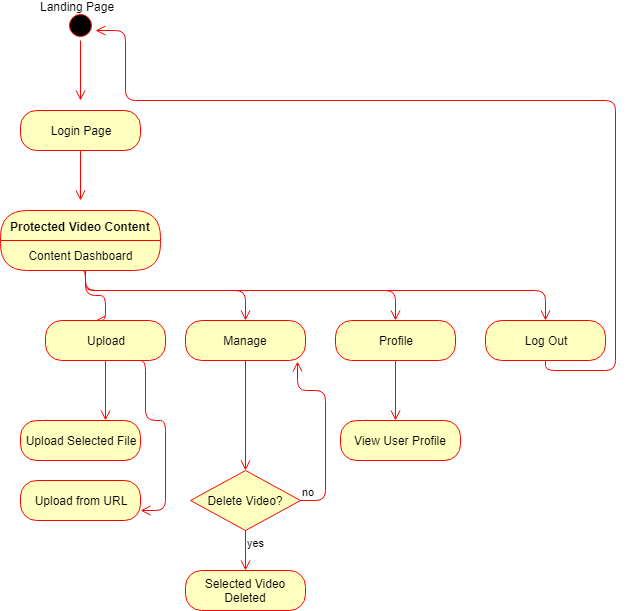 Landing Page
Login Page
Protected Video Content
Content Dashboard
Upload
Manage
Profile
Log Out
Upload Selected File
View User Profile
Upload from URL
Delete Video?
no
yes
Selected Video
Deleted